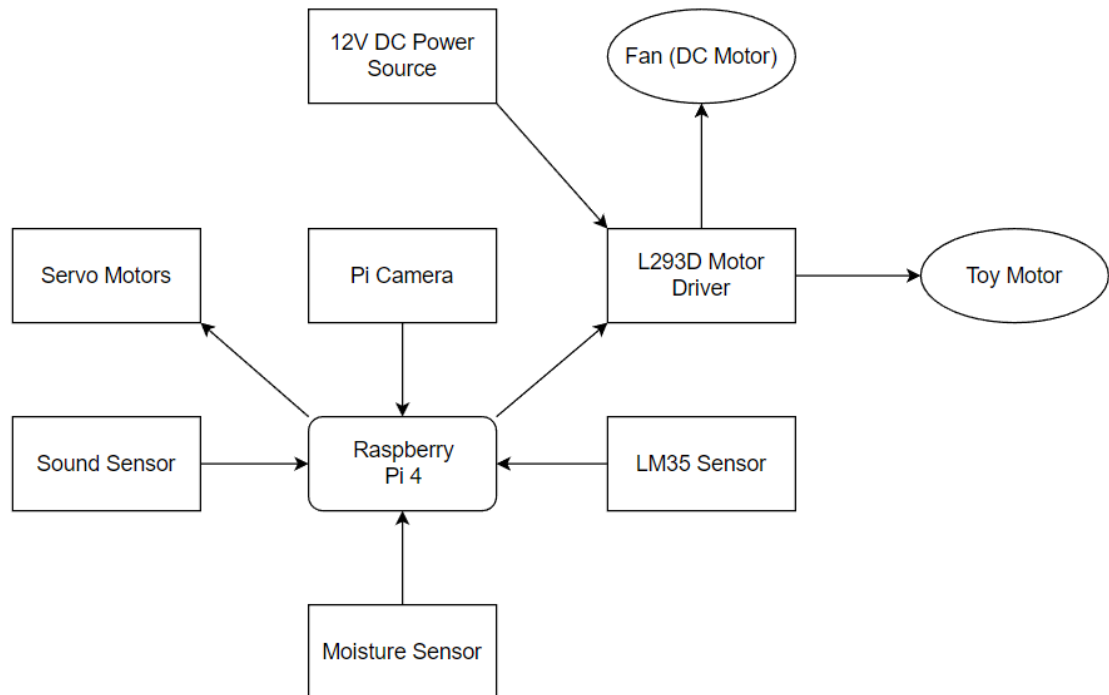 12V DC Power
Source
Fan (DC Motor)
Servo Motors
Pi Camera
L293D Motor
Driver
Toy Motor
Sound Sensor
Raspberry
Pi 4
LM35 Sensor
Moisture Sensor